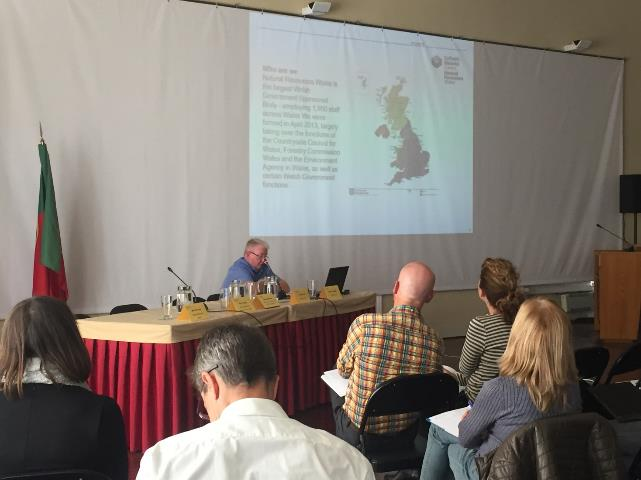 Who are we
Natural Resources Wales is
the largest Welsh
Government Sponsored
Body - employing 1,900 staff
across Wales. We were
formed in April 2013, largely
taking over the functions of
the Countryside Council for
Wales, Forestry Commission
Wales and the Environment
Agency in Wales, as well as
certain Welsh Government
functions.
Cyfoeth
Naturiol
Cymru
Natural
Resources
Wales